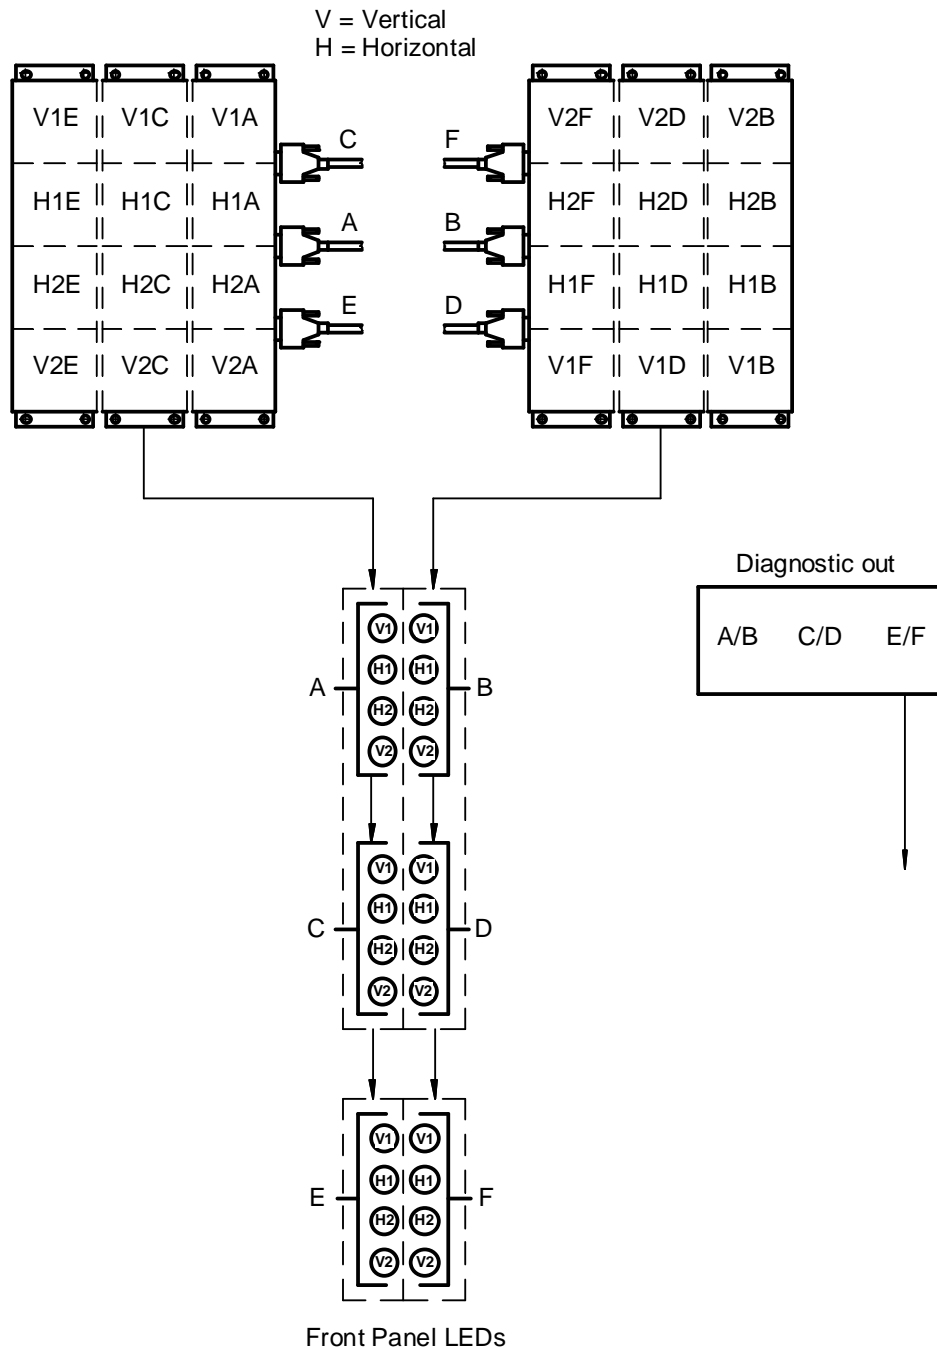 V = Vertical
H = Horizontal
V1E V1C V1A
C F
V2F V2D V2B
H1E H1C H1A
A B
H2F H2D H2B
H2E H2C H2A
E D
H1F H1D H1B
V2E V2C V2A
V1F V1D V1B
Diagnostic out
A/B C/D E/F
V1 V1
H1 H1
A B
H2 H2
V2 V2
V1 V1
H1 H1
C D
H2 H2
V2 V2
V1 V1
H1 H1
E F
H2 H2
V2 V2
Front Panel LEDs